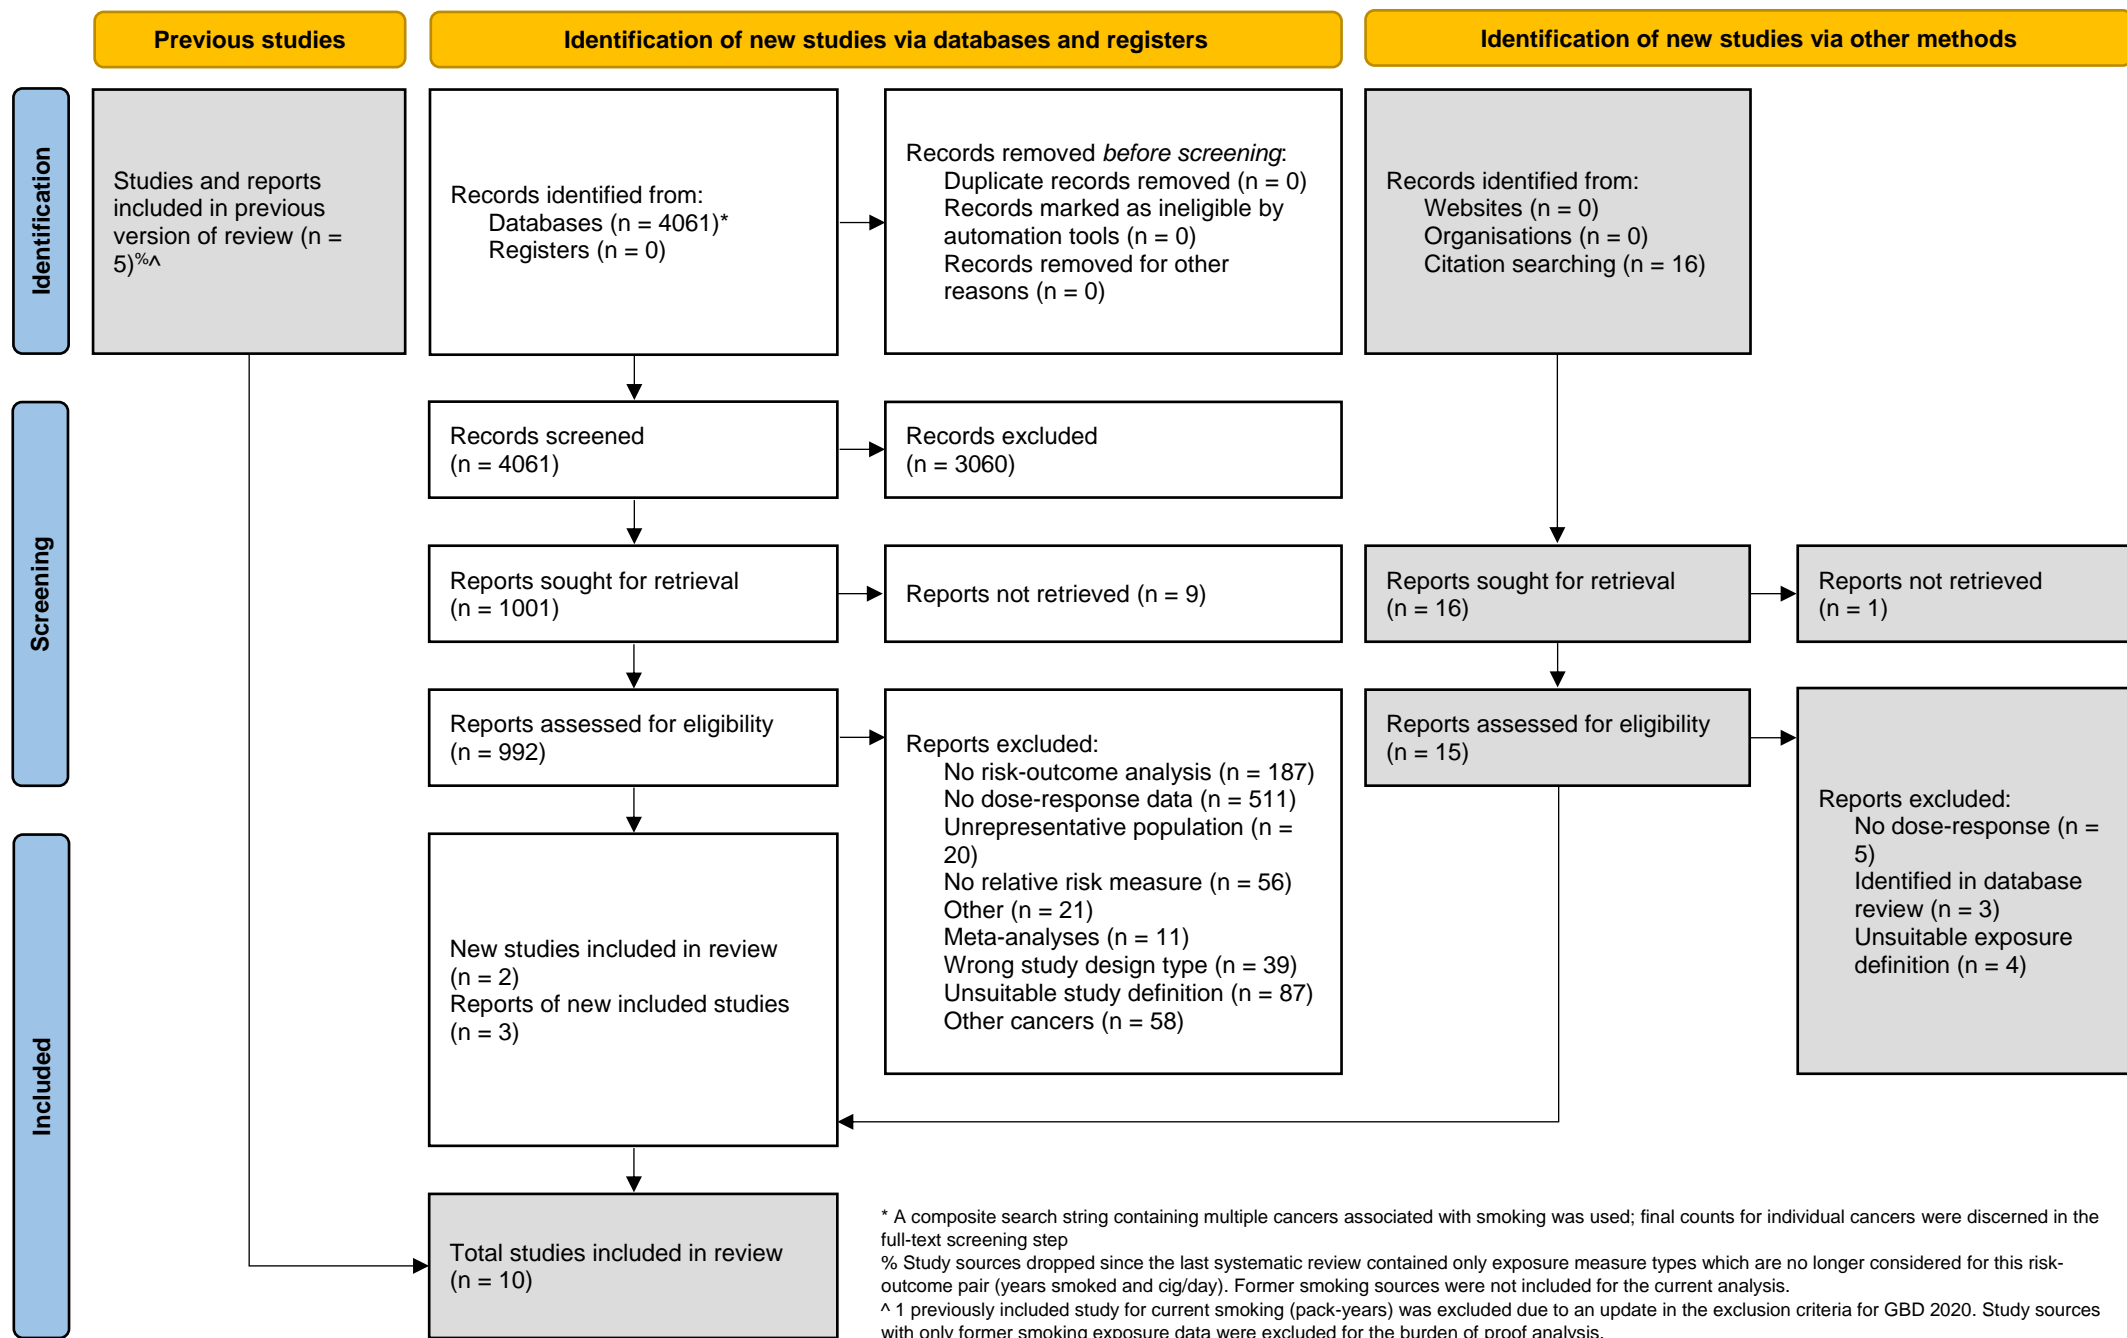 Previous studies
Identification of new studies via databases and registers
Identification of new studies via other methods
Identification
Studies and reports
included in previous
version of review (n =
5)%^
Records identified from:
Databases (n = 4061)*
Registers (n = 0)
Records removed before screening:
Duplicate records removed (n = 0)
Records marked as ineligible by
automation tools (n = 0)
Records removed for other
reasons (n = 0)
Records identified from:
Websites (n = 0)
Organisations (n = 0)
Citation searching (n = 16)
Screening
Records screened
(n = 4061)
Records excluded
(n = 3060)
Reports sought for retrieval
(n = 1001)
Reports not retrieved (n = 9)
Reports sought for retrieval
(n = 16)
Reports not retrieved
(n = 1)
Reports assessed for eligibility
(n = 992)
Reports excluded:
No risk-outcome analysis (n = 187)
No dose-response data (n = 511)
Unrepresentative population (n =
20)
No relative risk measure (n = 56)
Other (n = 21)
Meta-analyses (n = 11)
Wrong study design type (n = 39)
Unsuitable study definition (n = 87)
Other cancers (n = 58)
Reports assessed for eligibility
(n = 15)
Reports excluded:
No dose-response (n =
5)
Identified in database
review (n = 3)
Unsuitable exposure
definition (n = 4)
Included
New studies included in review
(n = 2)
Reports of new included studies
(n = 3)
Total studies included in review
(n = 10)
* A composite search string containing multiple cancers associated with smoking was used; final counts for individual cancers were discerned in the
full-text screening step
% Study sources dropped since the last systematic review contained only exposure measure types which are no longer considered for this risk-
outcome pair (years smoked and cig/day). Former smoking sources were not included for the current analysis.
^ 1 previously included study for current smoking (pack-years) was excluded due to an update in the exclusion criteria for GBD 2020. Study sources
with only former smoking exposure data were excluded for the burden of proof analysis.